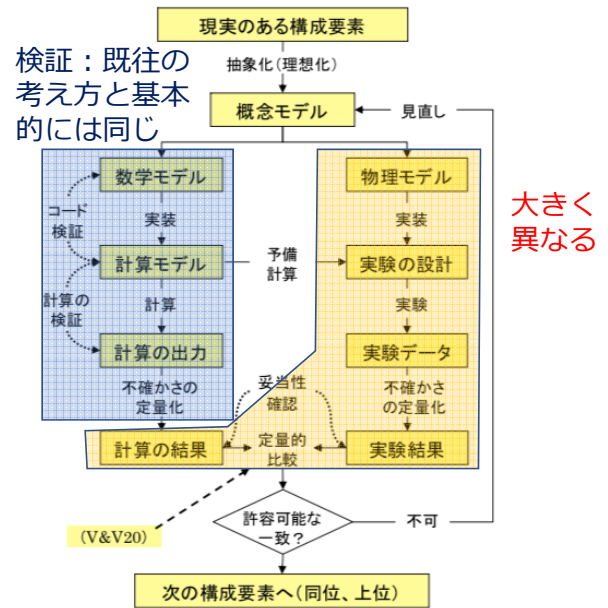 現実のある構成要素
検証：既往の
考え方と基本
的には同じ
抽象化（理想化）
概念モデル
見直し
数学モデル
物理モデル
大きく
異なる
コード
検証
実装
実装
計算モデル
予備
計算
実験の設計
計算の
検証
計算
実験
計算の出力
実験データ
不確かさの
定量化
妥当性
確認
不確かさ
の定量化
計算の結果
定量的
比較
実験結果
許容可能な
一致？
不可
（V&V20）
次の構成要素へ（同位、上位）